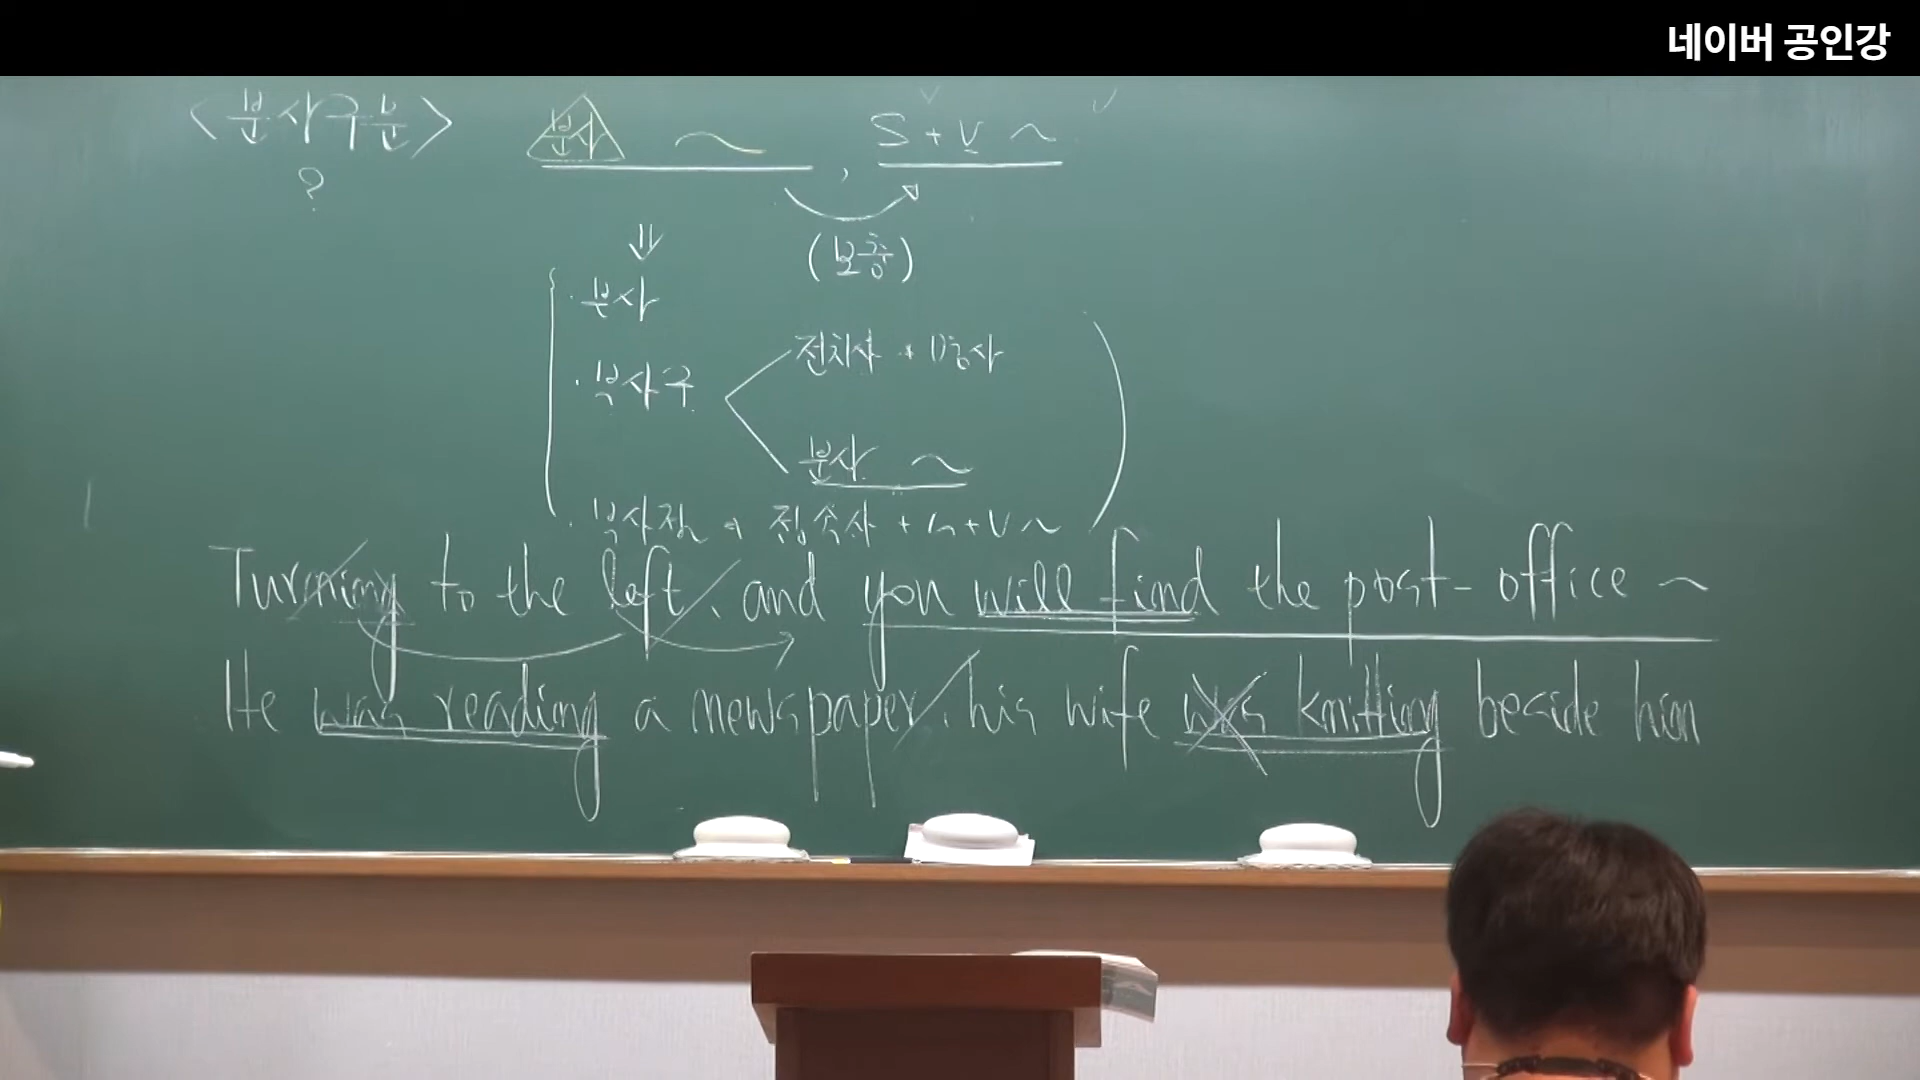 네이버 공인강
<분사구문> 분사 ~ , S + V ~
?
(보충)
· 분사
· 부사구
전치사 + 명사
분사 ~
· 부사절 → 접속사 + S + V ~
Turning to the left, and you will find the post-office ~
He was reading a newspaper, his wife was knitting beside him